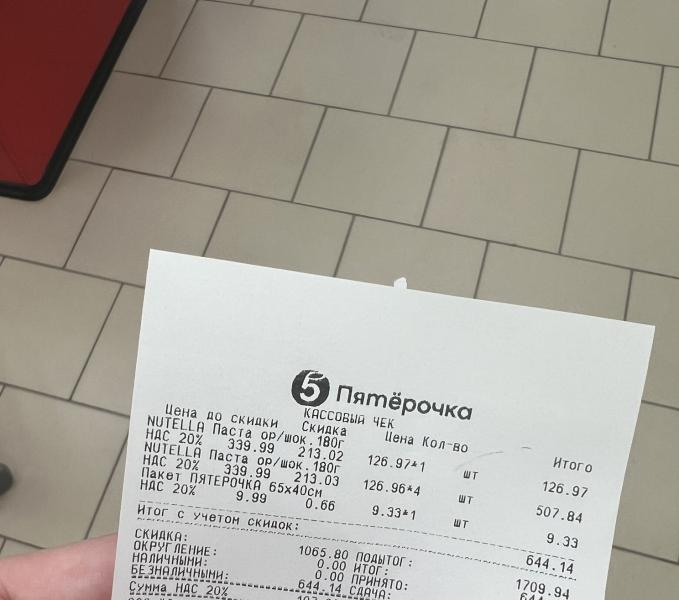 5 Пятёрочка
КАССОВЫЙ ЧЕК
Цена до скидки Скидка Цена Кол-во Итого
NUTELLA Паста ор/шок.180г
НДС 20% 339.99 213.02 126.97*1 шт 126.97
NUTELLA Паста ор/шок.180г
НДС 20% 339.99 213.03 126.96*4 шт 507.84
Пакет ПЯТЕРОЧКА 65х40см
НДС 20% 9.99 0.66 9.33*1 шт 9.33
Итог с учетом скидок: 644.14
СКИДКА: 1065.80 ПОДЫТОГ: 1709.94
ОКРУГЛЕНИЕ: 0.00 ИТОГ:
НАЛИЧНЫМИ: 0.00 ПРИНЯТО:
БЕЗНАЛИЧНЫМИ: 644.14 СДАЧА:
Сумма НДС 20%